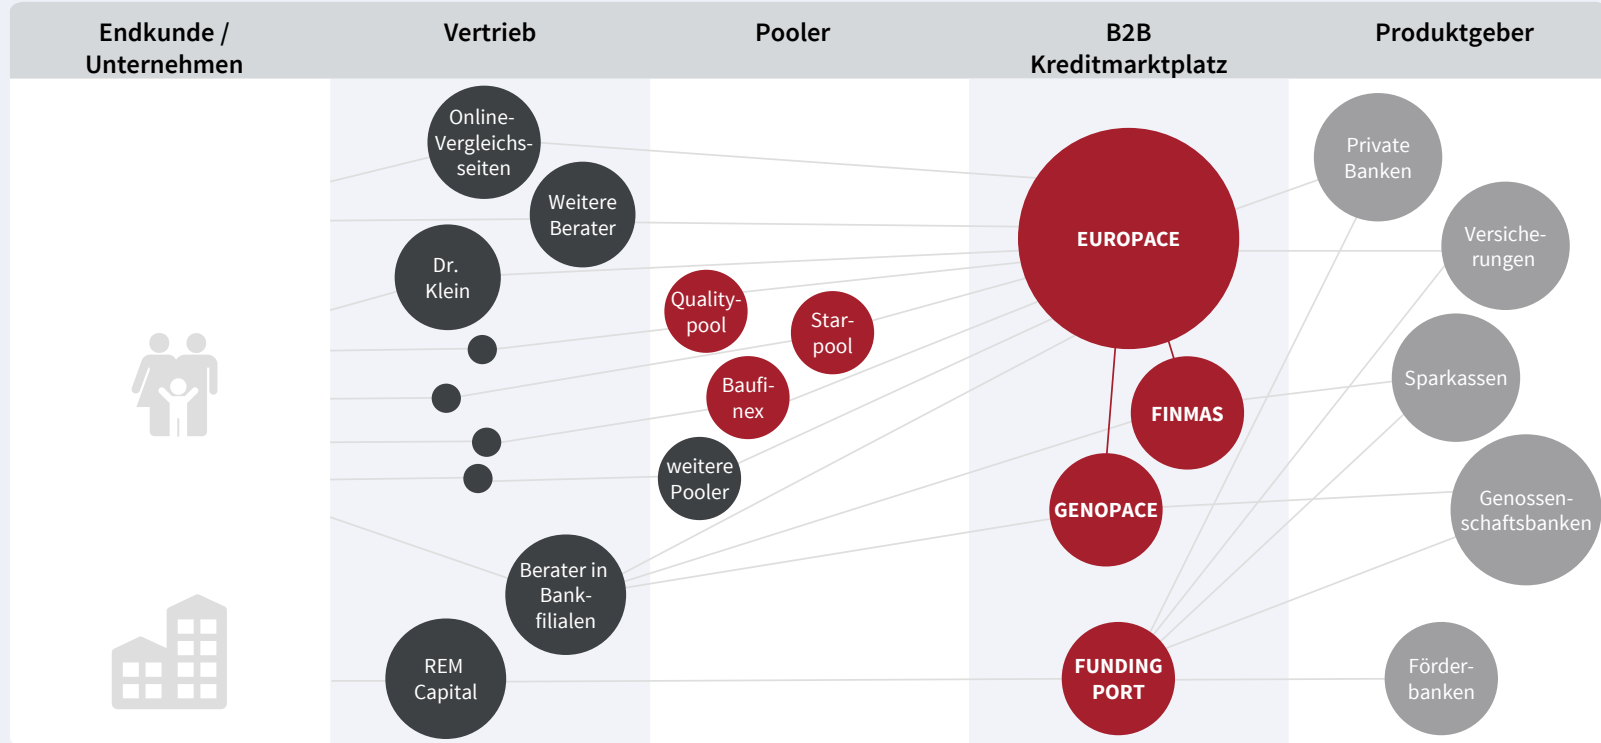 Endkunde /
Unternehmen
Vertrieb
Pooler
B2B
Kreditmarktplatz
Produktgeber
Online-
Vergleichs-
seiten
Weitere
Berater
Dr.
Klein
Berater in
Bank-
filialen
REM
Capital
Quality-
pool
Star-
pool
Baufi-
nex
weitere
Pooler
EUROPACE
FINMAS
GENOPACE
FUNDING
PORT
Private
Banken
Versiche-
rungen
Sparkassen
Genossen-
schaftsbanken
Förder-
banken